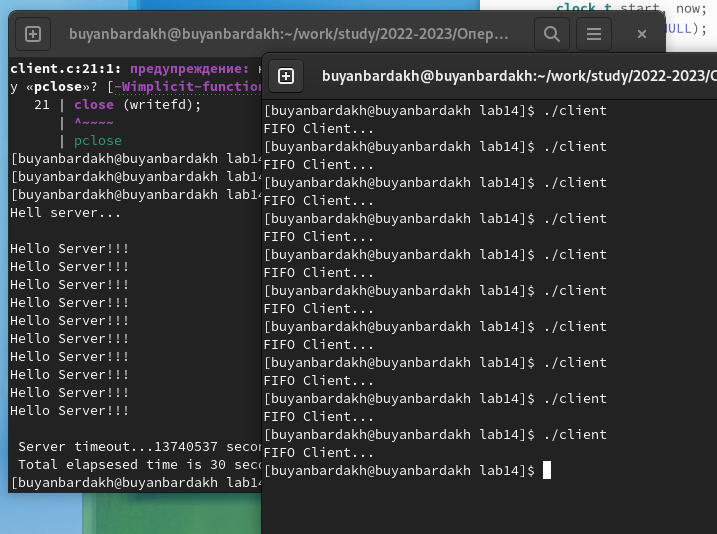 clock_t start, now;
NULL);
buyanbardakh@buyanbardakh:~/work/study/2022-2023/Опер...
client.c:21:1: предупреждение:
у «pclose»? [-Wimplicit-function
21 | close (writefd);
| ^~~~~
| pclose
[buyanbardakh@buyanbardakh lab14
[buyanbardakh@buyanbardakh lab14
[buyanbardakh@buyanbardakh lab14
Hell server...
Hello Server!!!
Hello Server!!!
Hello Server!!!
Hello Server!!!
Hello Server!!!
Hello Server!!!
Hello Server!!!
Hello Server!!!
Hello Server!!!
Hello Server!!!
Server timeout...13740537 secon
Total elapsesed time is 30 seco
[buyanbardakh@buyanbardakh lab14
buyanbardakh@buyanbardakh:~/work/study/2022-2023/О
[buyanbardakh@buyanbardakh lab14]$ ./client
FIFO Client...
[buyanbardakh@buyanbardakh lab14]$ ./client
FIFO Client...
[buyanbardakh@buyanbardakh lab14]$ ./client
FIFO Client...
[buyanbardakh@buyanbardakh lab14]$ ./client
FIFO Client...
[buyanbardakh@buyanbardakh lab14]$ ./client
FIFO Client...
[buyanbardakh@buyanbardakh lab14]$ ./client
FIFO Client...
[buyanbardakh@buyanbardakh lab14]$ ./client
FIFO Client...
[buyanbardakh@buyanbardakh lab14]$ ./client
FIFO Client...
[buyanbardakh@buyanbardakh lab14]$ ./client
FIFO Client...
[buyanbardakh@buyanbardakh lab14]$ ./client
FIFO Client...
[buyanbardakh@buyanbardakh lab14]$